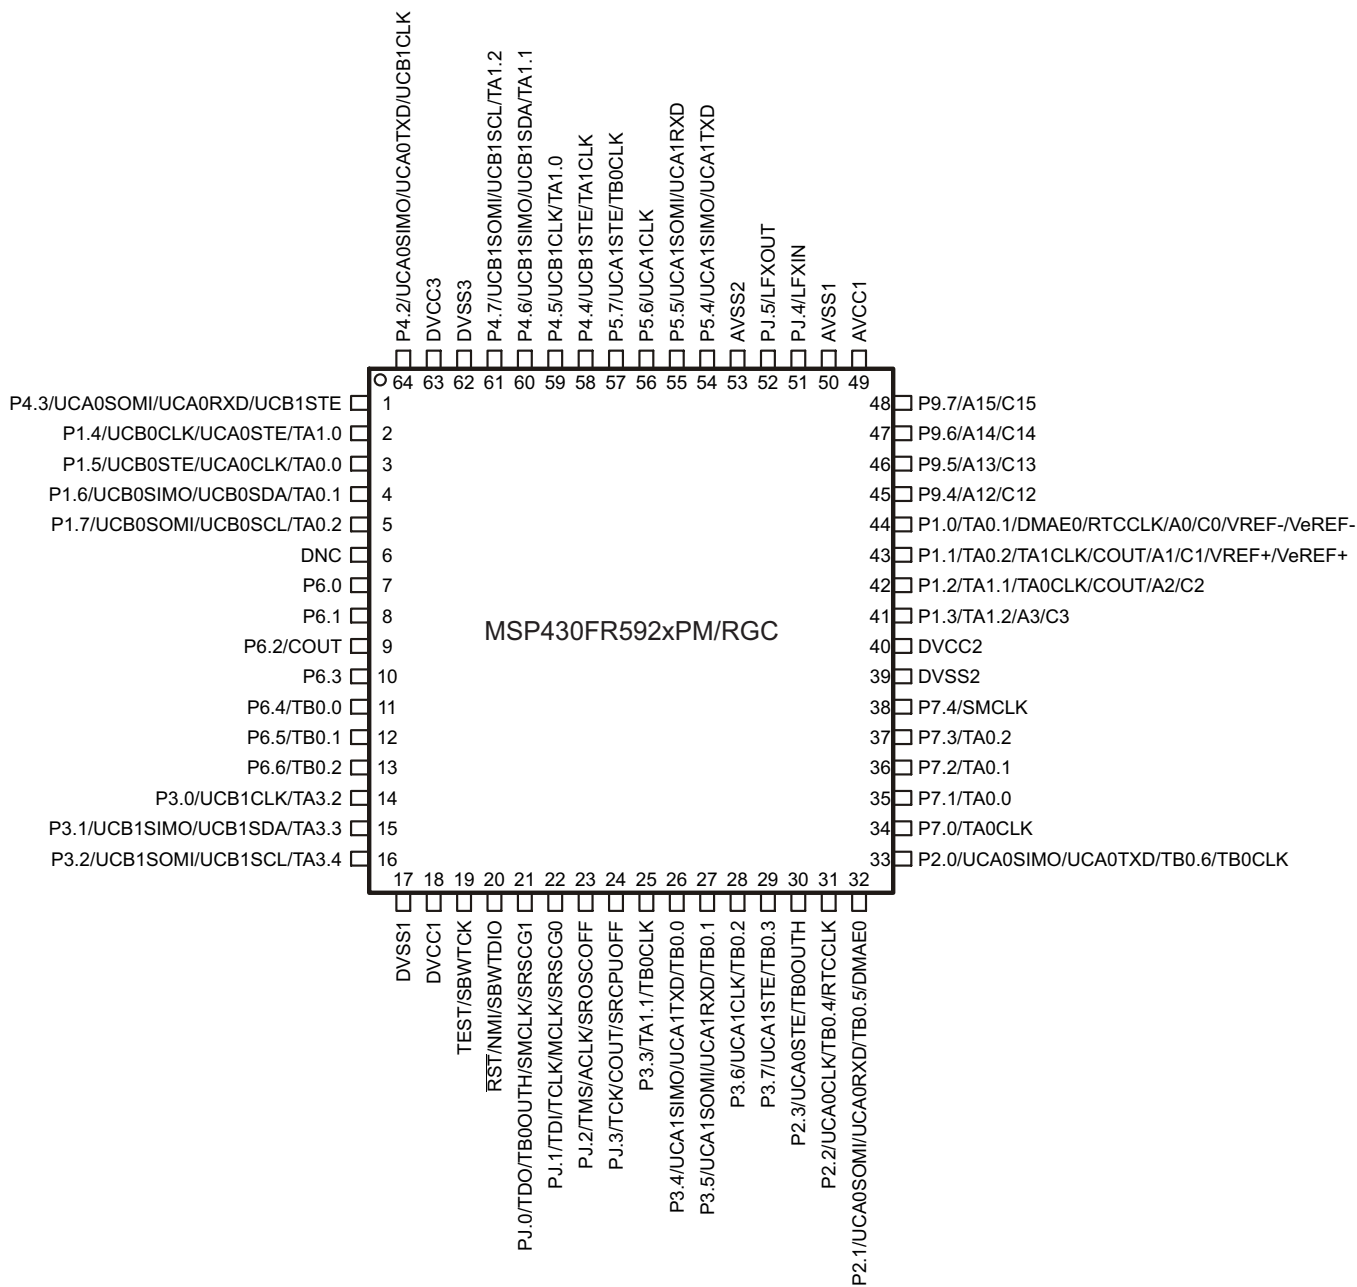 P4.2/UCA0SIMO/UCA0TXD/UCB1CLK
DVCC3
DVSS3
P4.7/UCB1SOMI/UCB1SCL/TA1.2
P4.6/UCB1SIMO/UCB1SDA/TA1.1
P4.5/UCB1CLK/TA1.0
P4.4/UCB1STE/TA1CLK
P5.7/UCA1STE/TB0CLK
P5.6/UCA1CLK
P5.5/UCA1SOMI/UCA1RXD
P5.4/UCA1SIMO/UCA1TXD
AVSS2
PJ.5/LFXOUT
PJ.4/LFXIN
AVSS1
AVCC1
64 63 62 61 60 59 58 57 56 55 54 53 52 51 50 49
P4.3/UCA0SOMI/UCA0RXD/UCB1STE 1
P1.4/UCB0CLK/UCA0STE/TA1.0 2
P1.5/UCB0STE/UCA0CLK/TA0.0 3
P1.6/UCB0SIMO/UCB0SDA/TA0.1 4
P1.7/UCB0SOMI/UCB0SCL/TA0.2 5
DNC 6
P6.0 7
P6.1 8
P6.2/COUT 9
P6.3 10
P6.4/TB0.0 11
P6.5/TB0.1 12
P6.6/TB0.2 13
P3.0/UCB1CLK/TA3.2 14
P3.1/UCB1SIMO/UCB1SDA/TA3.3 15
P3.2/UCB1SOMI/UCB1SCL/TA3.4 16
MSP430FR592xPM/RGC
48 P9.7/A15/C15
47 P9.6/A14/C14
46 P9.5/A13/C13
45 P9.4/A12/C12
44 P1.0/TA0.1/DMAE0/RTCCLK/A0/C0/VREF-/VeREF-
43 P1.1/TA0.2/TA1CLK/COUT/A1/C1/VREF+/VeREF+
42 P1.2/TA1.1/TA0CLK/COUT/A2/C2
41 P1.3/TA1.2/A3/C3
40 DVCC2
39 DVSS2
38 P7.4/SMCLK
37 P7.3/TA0.2
36 P7.2/TA0.1
35 P7.1/TA0.0
34 P7.0/TA0CLK
33 P2.0/UCA0SIMO/UCA0TXD/TB0.6/TB0CLK
17 18 19 20 21 22 23 24 25 26 27 28 29 30 31 32
DVSS1
DVCC1
TEST/SBWTCK
RST/NMI/SBWTDIO
PJ.0/TDO/TB0OUTH/SMCLK/SRSCG1
PJ.1/TDI/TCLK/MCLK/SRSCG0
PJ.2/TMS/ACLK/SROSCOFF
PJ.3/TCK/COUT/SRCPUOFF
P3.3/TA1.1/TB0CLK
P3.4/UCA1SIMO/UCA1TXD/TB0.0
P3.5/UCA1SOMI/UCA1RXD/TB0.1
P3.6/UCA1CLK/TB0.2
P3.7/UCA1STE/TB0.3
P2.3/UCA0STE/TB0OUTH
P2.2/UCA0CLK/TB0.4/RTCCLK
P2.1/UCA0SOMI/UCA0RXD/TB0.5/DMAE0